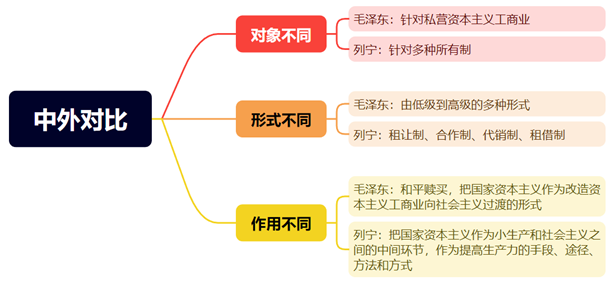 中外对比
对象不同
毛泽东：针对私营资本主义工商业
列宁：针对多种所有制
形式不同
毛泽东：由低级到高级的多种形式
列宁：租让制、合作制、代销制、租借制
作用不同
毛泽东：和平赎买，把国家资本主义作为改造资
本主义工商业向社会主义过渡的形式
列宁：把国家资本主义作为小生产和社会主义之
间的中间环节，作为提高生产力的手段、途径、
方法和方式